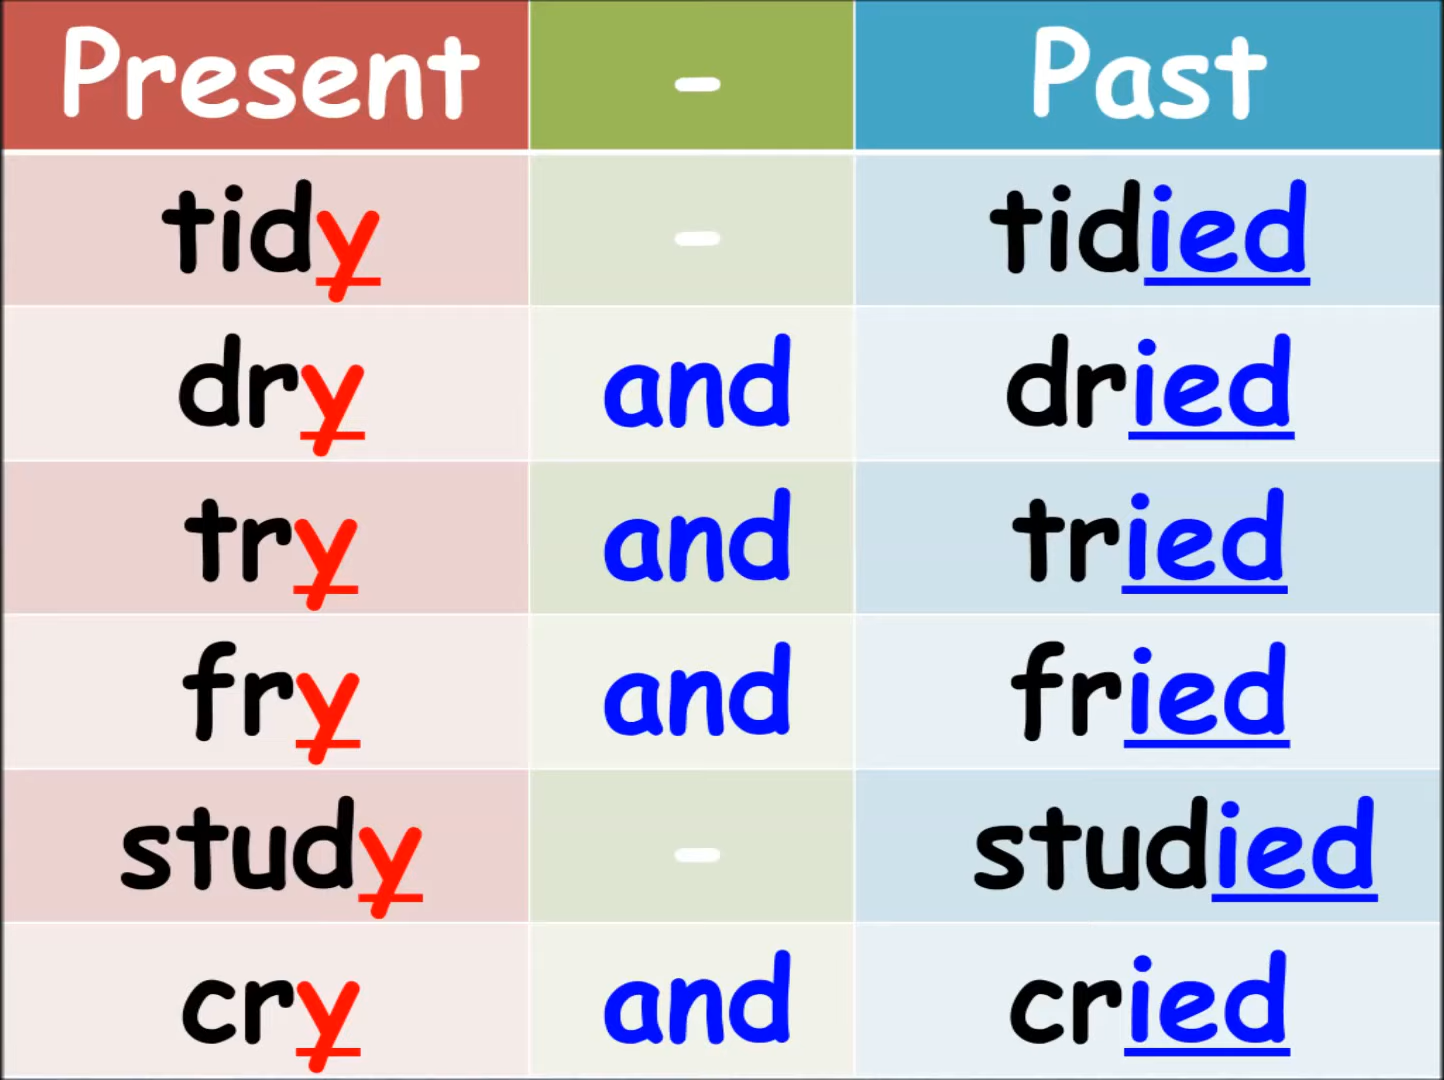 Present - Past
tidy - tidied
dry and dried
try and tried
fry and fried
study - studied
cry and cried